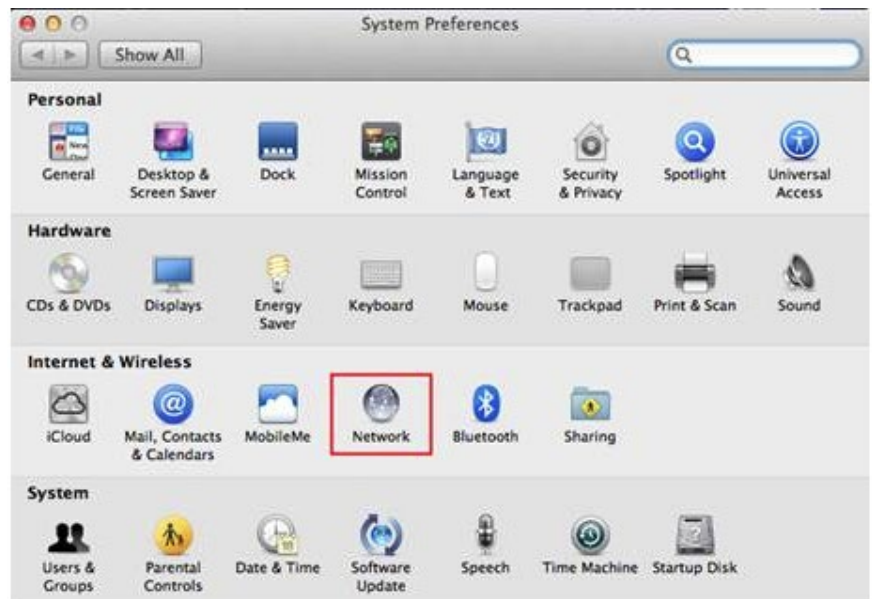 System Preferences
Show All
Personal
General
Desktop & Screen Saver
Dock
Mission Control
Language & Text
Security & Privacy
Spotlight
Universal Access
Hardware
CDs & DVDs
Displays
Energy Saver
Keyboard
Mouse
Trackpad
Print & Scan
Sound
Internet & Wireless
iCloud
Mail, Contacts & Calendars
MobileMe
Network
Bluetooth
Sharing
System
Users & Groups
Parental Controls
Date & Time
Software Update
Speech
Time Machine
Startup Disk